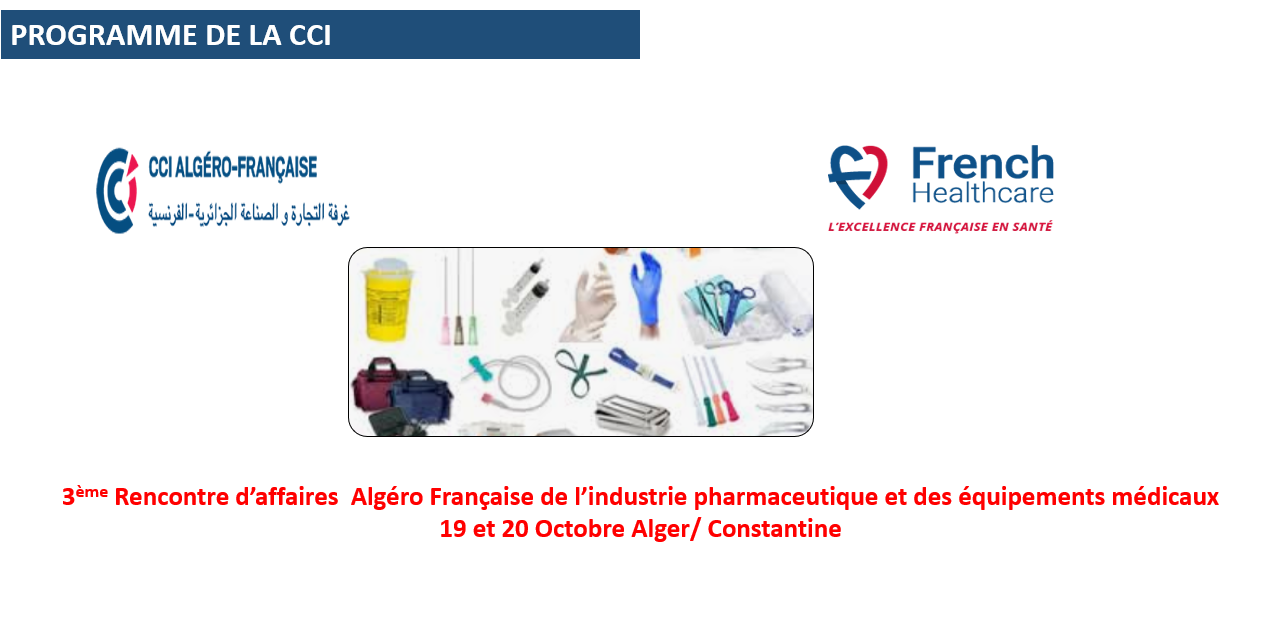 PROGRAMME DE LA CCI
CCI ALGÉRO-FRANÇAISE
غرفة التجارة و الصناعة الجزائرية-الفرنسية
French
Healthcare
L'EXCELLENCE FRANÇAISE EN SANTÉ
3ème Rencontre d’affaires  Algéro Française de l’industrie pharmaceutique et des équipements médicaux
19 et 20 Octobre Alger/ Constantine